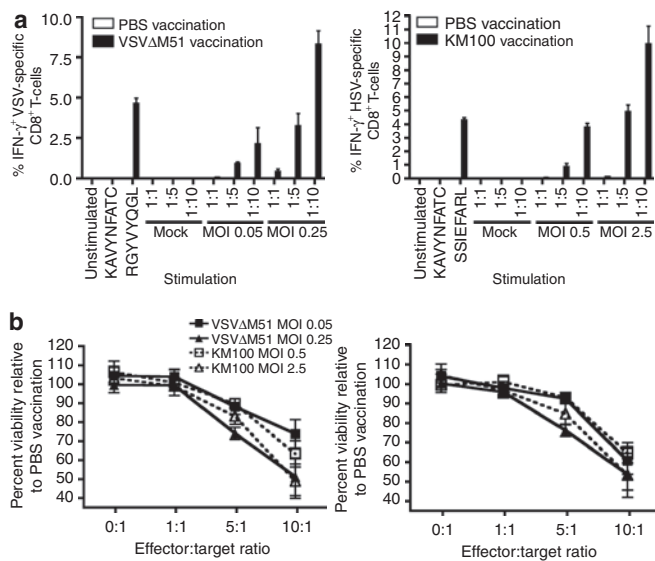 a
PBS vaccination
VSVΔM51 vaccination
% IFN-γ+ VSV-specific
CD8+ T-cells
10.0
7.5
5.0
2.5
0.0
Unstimulated
KAVYNFATC
RGYVYQGL
1:1
1:5
1:10
1:1
1:5
1:10
1:1
1:5
1:10
Mock
MOI 0.05
MOI 0.25
Stimulation
PBS vaccination
KM100 vaccination
% IFN-γ+ HSV-specific
CD8+ T-cells
12
11
10
9
8
7
6
5
4
3
2
1
0
Unstimulated
KAVYNFATC
SSIEFARL
1:1
1:5
1:10
1:1
1:5
1:10
1:1
1:5
1:10
Mock
MOI 0.5
MOI 2.5
Stimulation
b
VSVΔM51 MOI 0.05
VSVΔM51 MOI 0.25
KM100 MOI 0.5
KM100 MOI 2.5
Percent viability relative
to PBS vaccination
120
110
100
90
80
70
60
50
40
0:1
1:1
5:1
10:1
Effector:target ratio
Percent viability relative
to PBS vaccination
120
110
100
90
80
70
60
50
40
0:1
1:1
5:1
10:1
Effector:target ratio